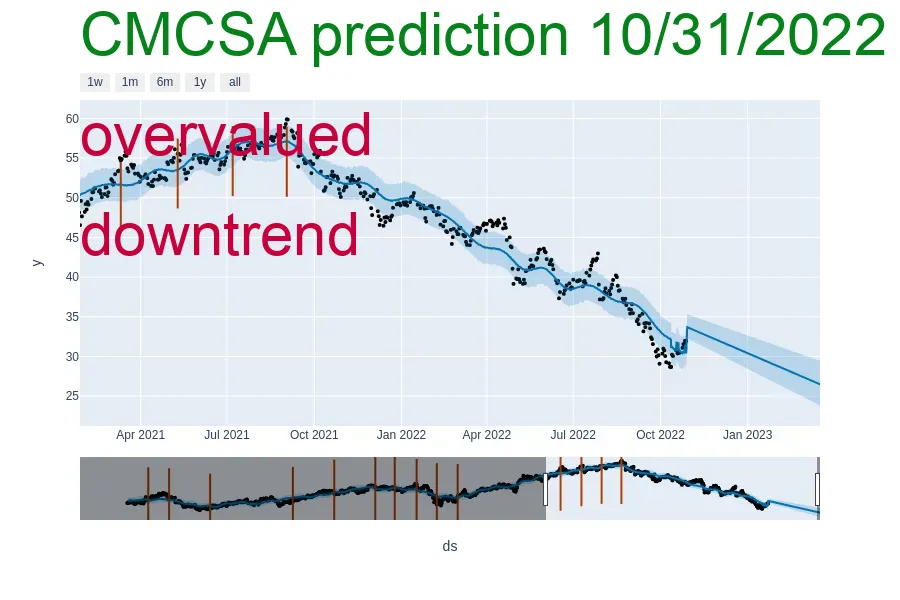 CMCSA prediction 10/31/2022
1w 1m 6m 1y all
overvalued
downtrend
60
55
50
45
40
35
30
25
y
Apr 2021 Jul 2021 Oct 2021 Jan 2022 Apr 2022 Jul 2022 Oct 2022 Jan 2023
ds